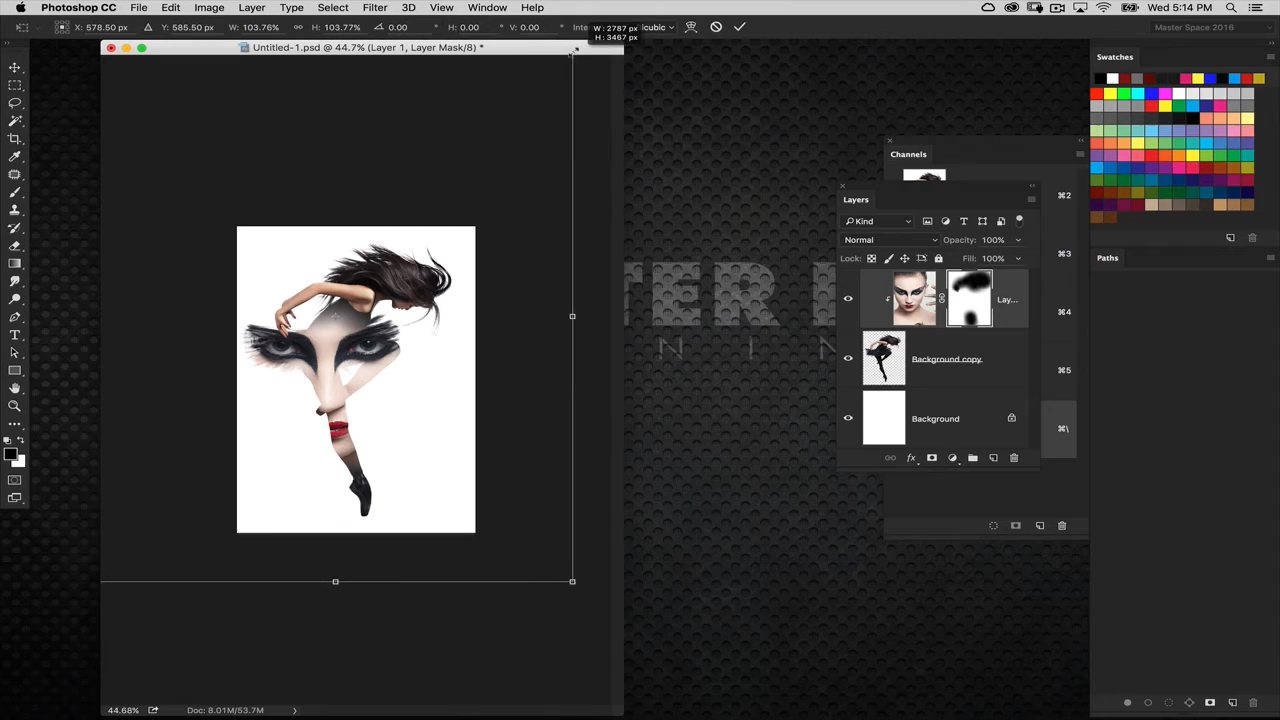 Photoshop CC File Edit Image Layer Type Select Filter 3D View Window Help 5:14 PM
X: 578.50 px Y: 585.50 px W: 103.76% H: 103.77% 0.00 H: 0.00 V: 0.00 Inte cubic Master Space 2016
W: 2787 px
H: 3467 px
Untitled-1.psd @ 44.7% (Layer 1, Layer Mask/8) *
Swatches
Channels
⌘2
Layers
Kind
Normal Opacity: 100%
Lock: Fill: 100%
⌘3
Paths
Lay...
⌘4
Background copy
⌘5
Background
⌘\
TER
N I N
44.68% Doc: 8.01M/53.7M